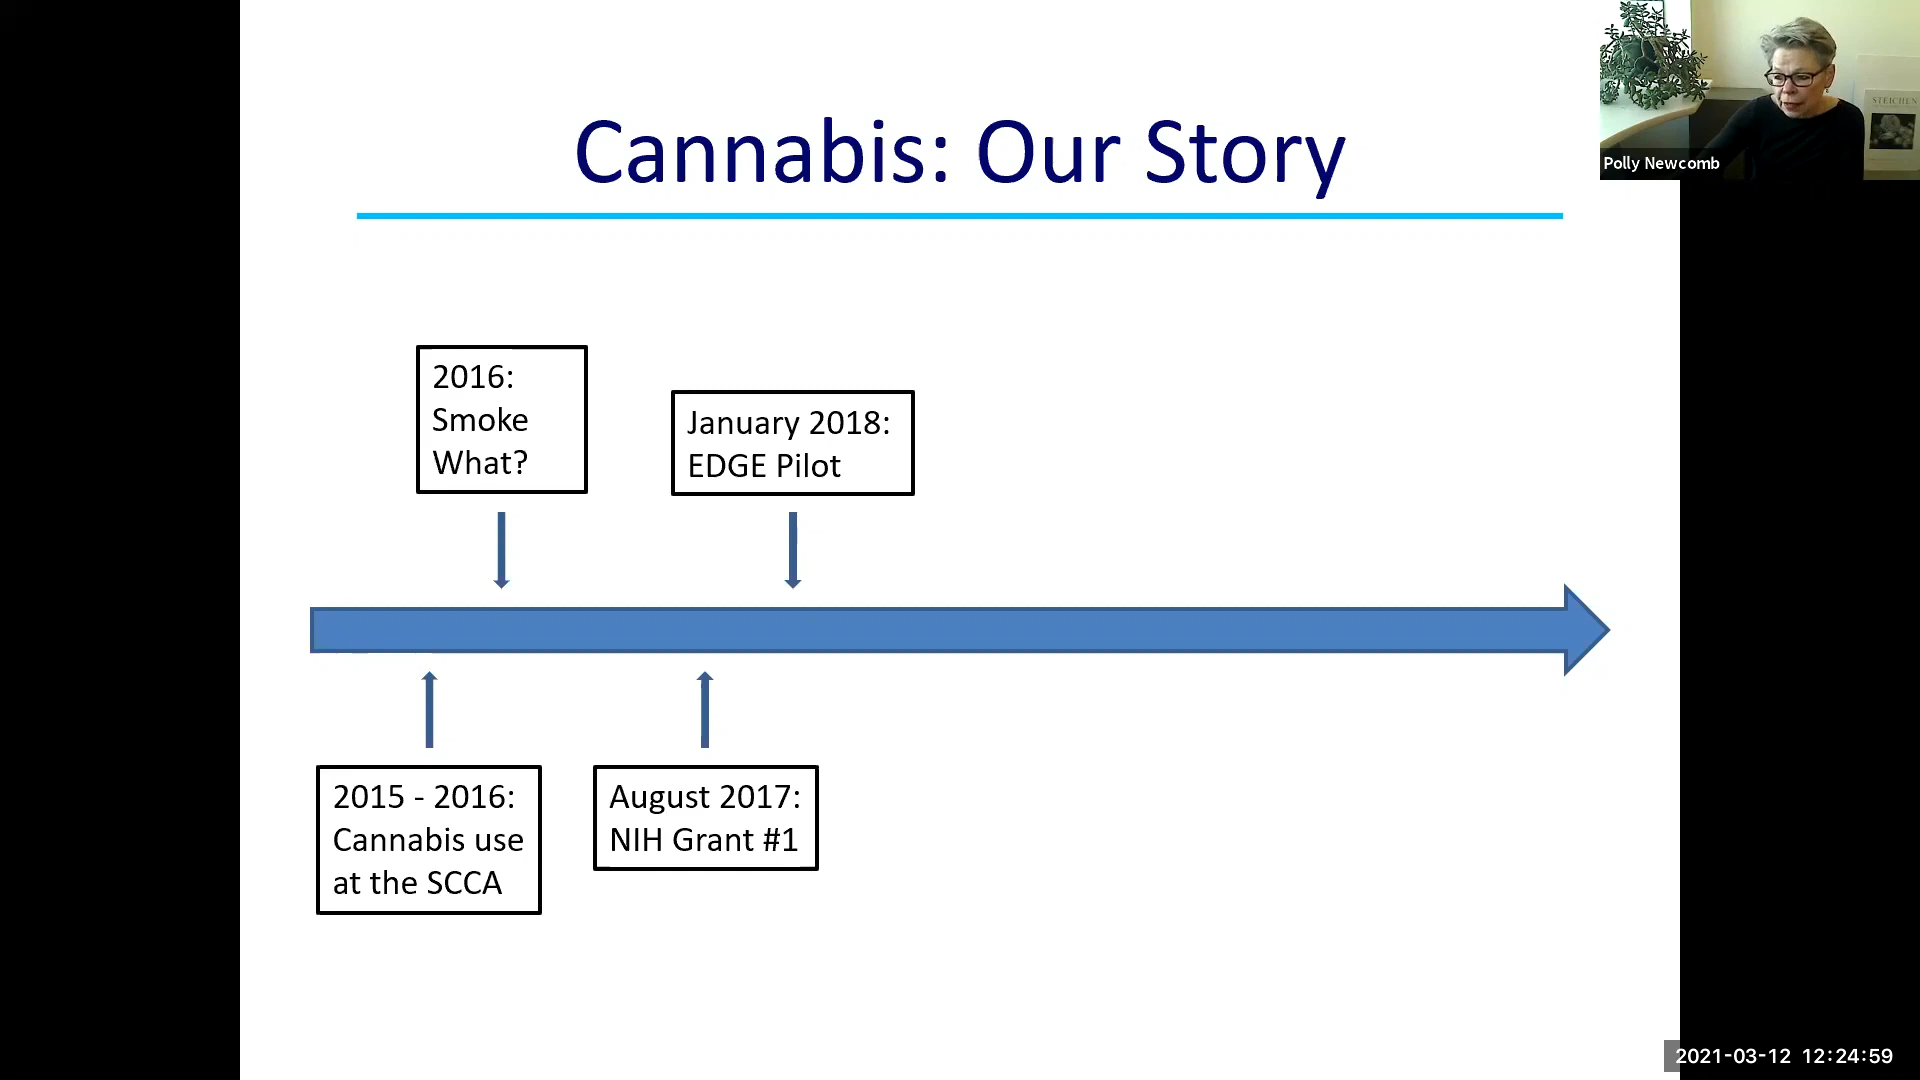 Cannabis: Our Story
STEICHEN
Polly Newcomb
2016:
Smoke
What?
January 2018:
EDGE Pilot
2015 - 2016:
Cannabis use
at the SCCA
August 2017:
NIH Grant #1
2021-03-12 12:24:59